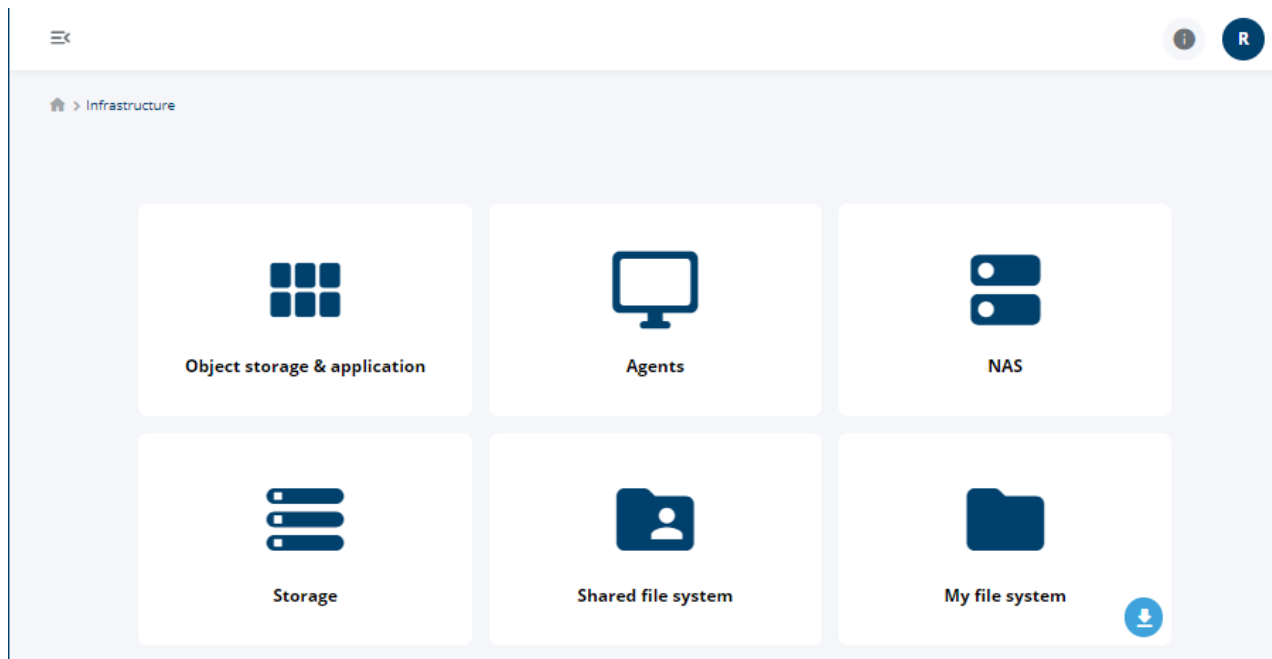 R
Infrastructure
Object storage & application
Agents
NAS
Storage
Shared file system
My file system